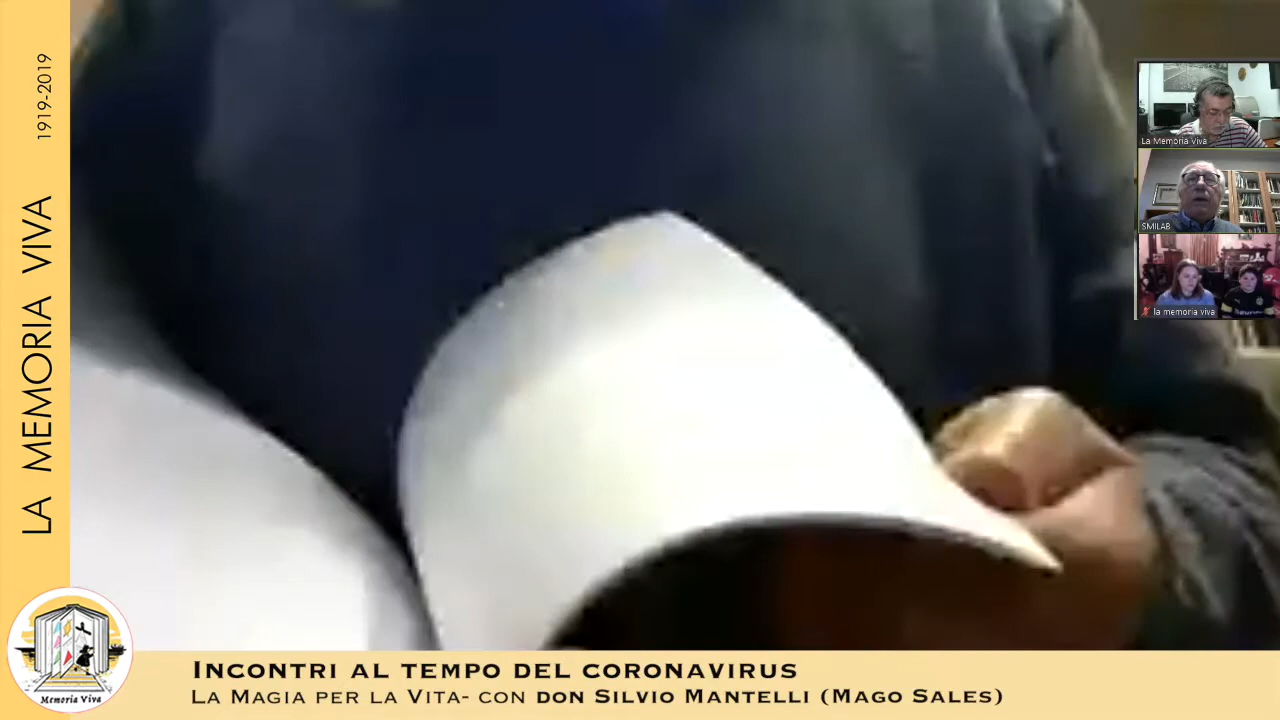 LA MEMORIA VIVA 1919-2019
La Memoria Viva
SMILAB
la memoria viva
Memoria Viva
INCONTRI AL TEMPO DEL CORONAVIRUS
LA MAGIA PER LA VITA- CON DON SILVIO MANTELLI (MAGO SALES)